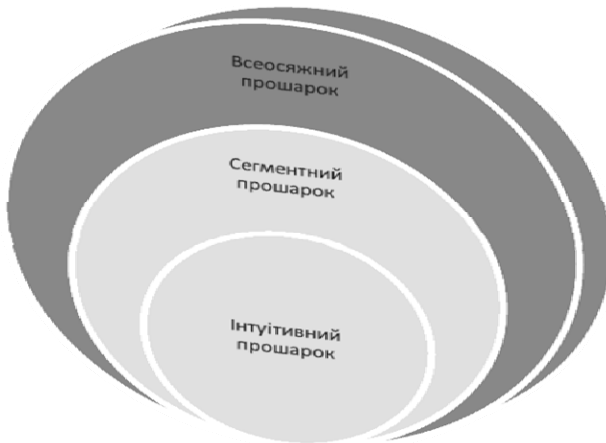 Всеосяжний
прошарок
Сегментний
прошарок
Інтуїтивний
прошарок